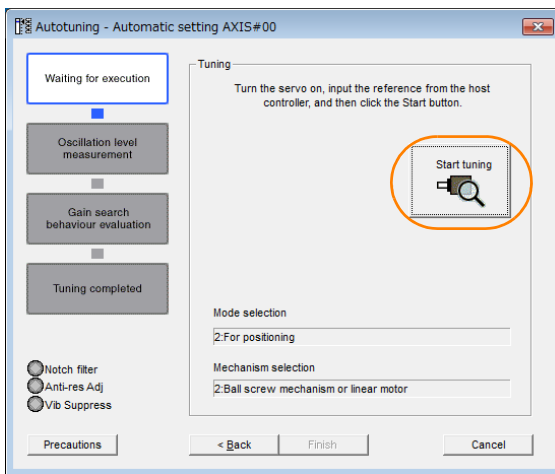 Autotuning - Automatic setting AXIS#00
Waiting for execution
Oscillation level
measurement
Gain search
behaviour evaluation
Tuning completed
Notch filter
Anti-res Adj
Vib Suppress
Tuning
Turn the servo on, input the reference from the host
controller, and then click the Start button.
Start tuning
Mode selection
2:For positioning
Mechanism selection
2:Ball screw mechanism or linear motor
Precautions
< Back
Finish
Cancel